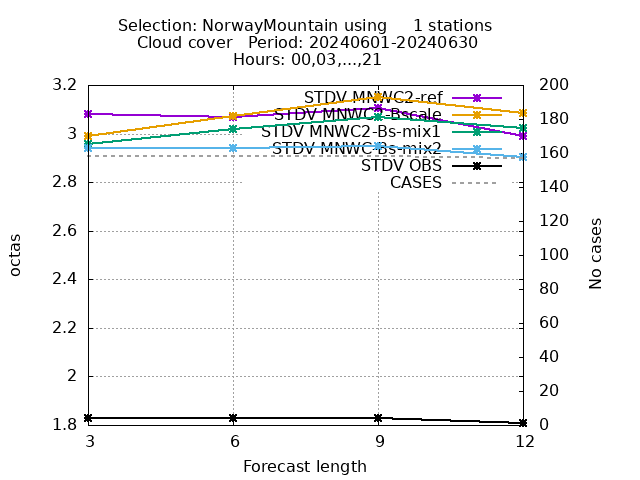 Selection: NorwayMountain using 1 stations
Cloud cover Period: 20240601-20240630
Hours: 00,03,...,21
3.2
3
2.8
2.6
2.4
2.2
2
1.8
200
180
160
140
120
100
80
60
40
20
0
STDV MNWC2-ref
STDV MNWC2-Bscale
STDV MNWC2-Bs-mix1
STDV MNWC-Bs-mix2
STDV OBS
CASES
octas
No cases
3
6
9
12
Forecast length